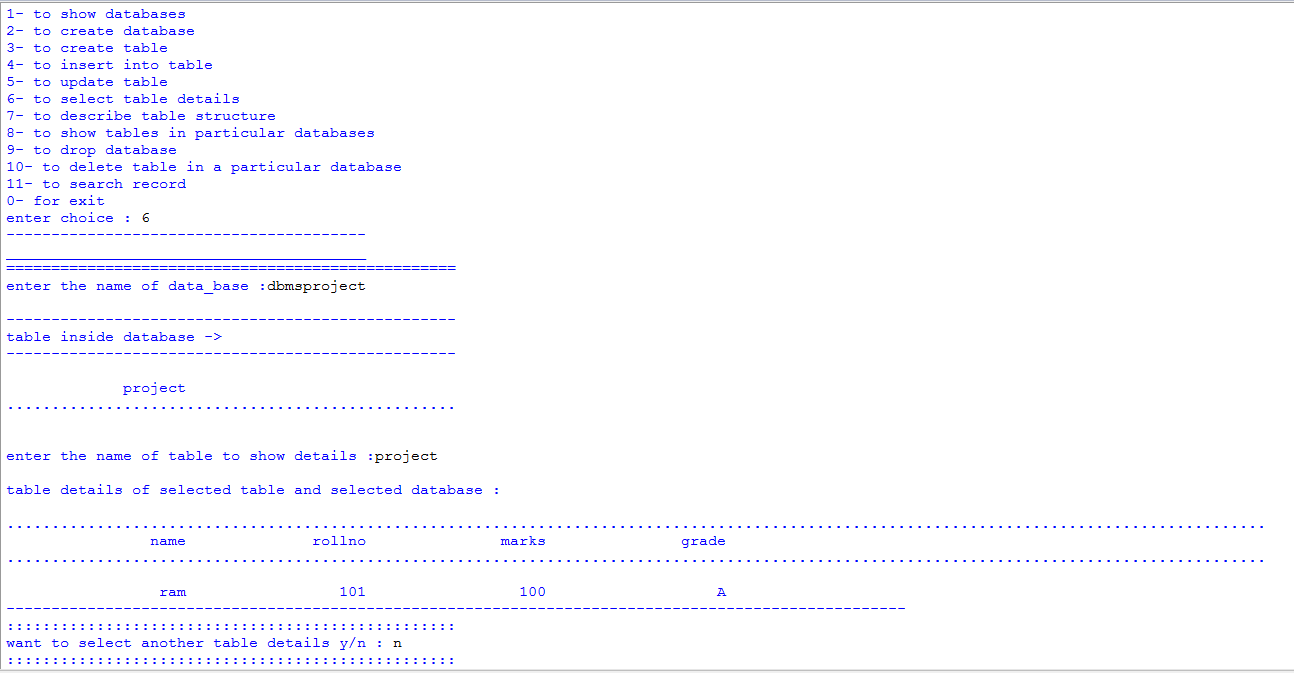 1- to show databases
2- to create database
3- to create table
4- to insert into table
5- to update table
6- to select table details
7- to describe table structure
8- to show tables in particular databases
9- to drop database
10- to delete table in a particular database
11- to search record
0- for exit
enter choice : 6
enter the name of data_base :dbmsproject
table inside database ->
project
enter the name of table to show details :project
table details of selected table and selected database :
name rollno marks grade
ram 101 100 A
want to select another table details y/n : n